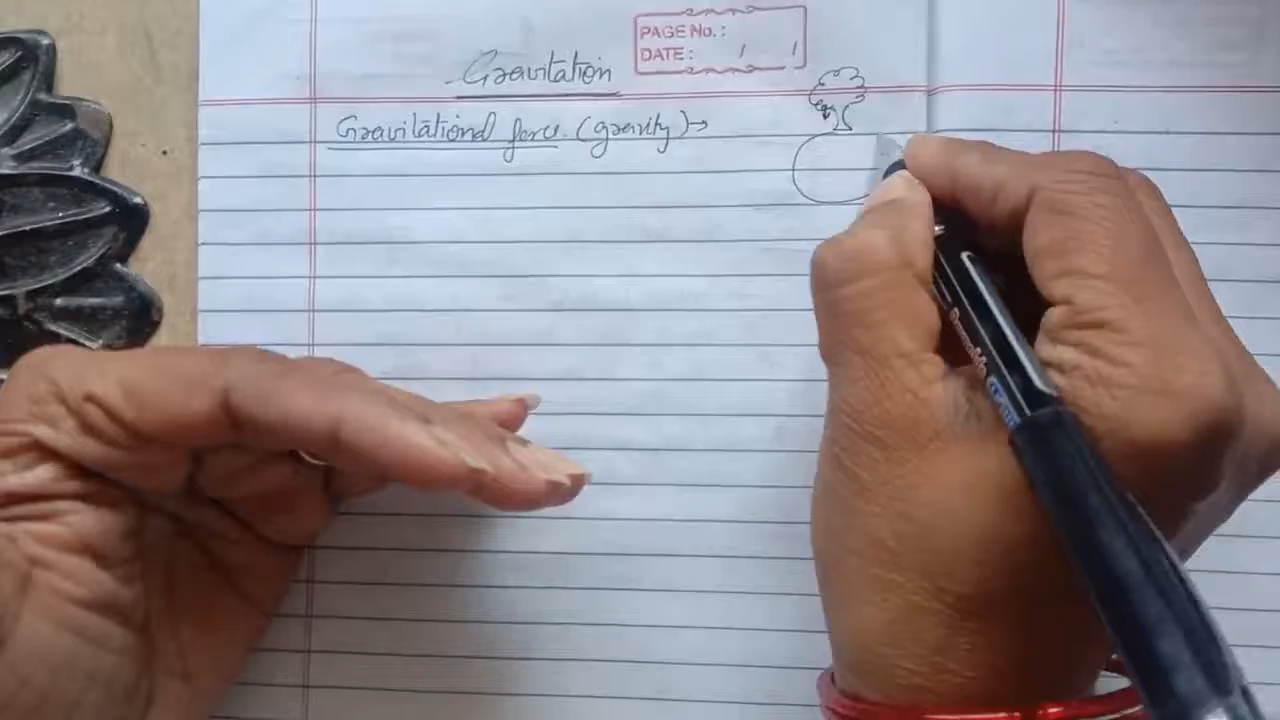 PAGE No.:
DATE: / /
Gravitation
Gravitational force (gravity)→